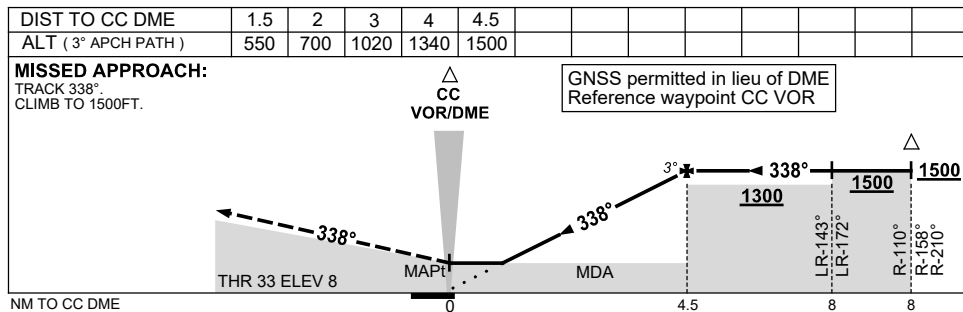 DIST TO CC DME 1.5 2 3 4 4.5
ALT ( 3° APCH PATH ) 550 700 1020 1340 1500
MISSED APPROACH:
TRACK 338°.
CLIMB TO 1500FT.
CC
VOR/DME
GNSS permitted in lieu of DME
Reference waypoint CC VOR
3°
338°
1500
1500
1300
338°
338°
LR-143°
LR-172°
R-110°
R-158°
R-210°
MAPt
MDA
THR 33 ELEV 8
NM TO CC DME 0 4.5 8 8